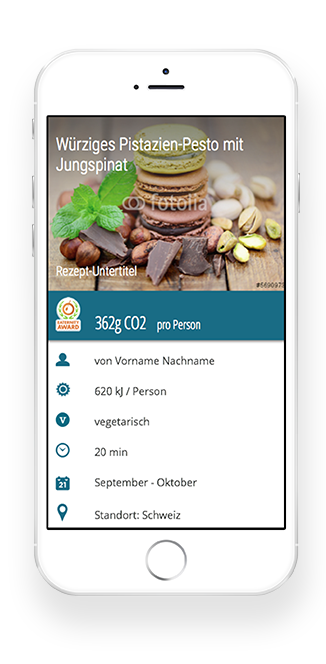 Würziges Pistazien-Pesto mit
Jungspinat
fotolia
Rezept-Untertitel
EATERNITY
AWARD
362g CO2 pro Person
von Vorname Nachname
620 kJ / Person
V
vegetarisch
20 min
21
September - Oktober
Standort: Schweiz